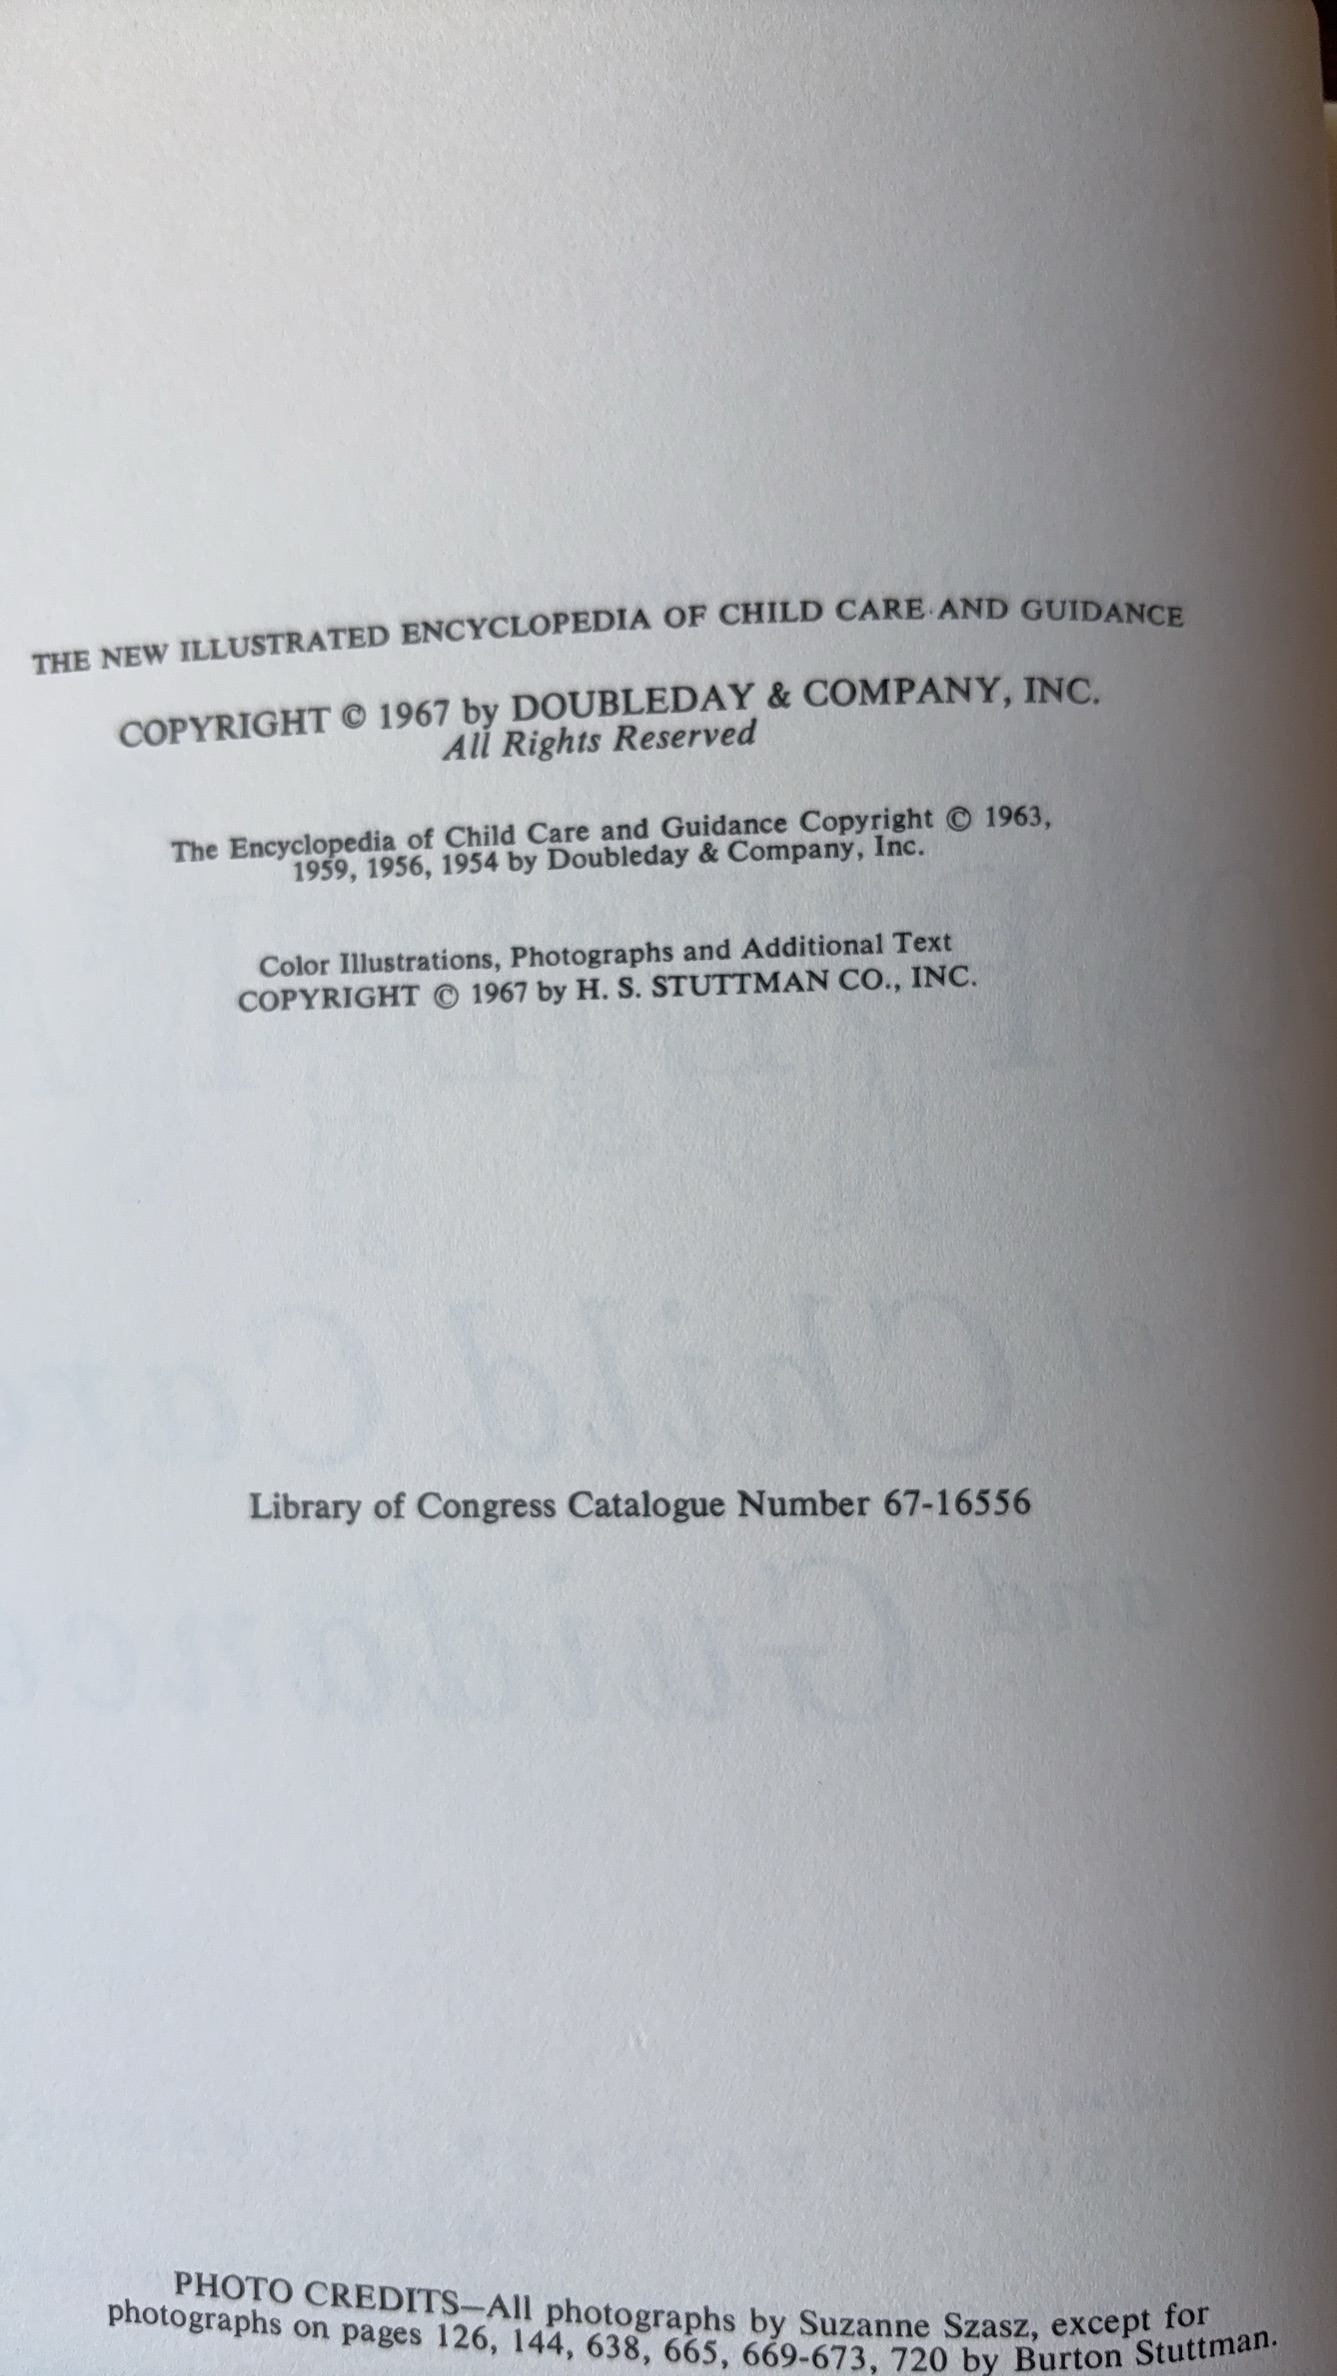 THE NEW ILLUSTRATED ENCYCLOPEDIA OF CHILD CARE AND GUIDANCE
COPYRIGHT © 1967 by DOUBLEDAY & COMPANY, INC.
All Rights Reserved
The Encyclopedia of Child Care and Guidance Copyright © 1963,
1959, 1956, 1954 by Doubleday & Company, Inc.
Color Illustrations, Photographs and Additional Text
COPYRIGHT © 1967 by H. S. STUTTMAN CO., INC.
Library of Congress Catalogue Number 67-16556
PHOTO CREDITS—All photographs by Suzanne Szasz, except for
photographs on pages 126, 144, 638, 665, 669-673, 720 by Burton Stuttman.